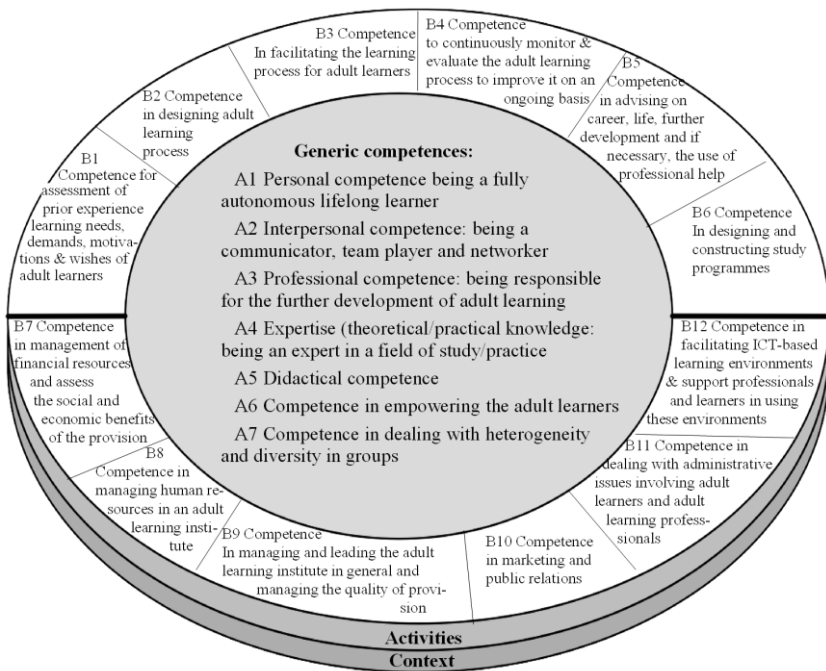 B1
Competence for
assessment of
prior experience
learning needs,
demands, motiva-
tions & wishes of
adult learners
B2 Competence
in designing adult
learning
process
B3 Competence
In facilitating the learning
process for adult learners
B4 Competence
to continuously monitor &
evaluate the adult learning
process to improve it on an
ongoing basis
B5
Competence
in advising on
career, life, further
development and if
necessary, the use of
professional help
B6 Competence
In designing and
constructing study
programmes
Generic competences:
A1 Personal competence being a fully
autonomous lifelong learner
A2 Interpersonal competence: being a
communicator, team player and networker
A3 Professional competence: being responsible
for the further development of adult learning
A4 Expertise (theoretical/practical knowledge:
being an expert in a field of study/practice
A5 Didactical competence
A6 Competence in empowering the adult learners
A7 Competence in dealing with heterogeneity
and diversity in groups
B7 Competence
in management of
financial resources
and assess
the social and
economic benefits
of the provision
B8
Competence in
managing human re-
sources in an adult
learning insti-
tute
B9 Competence
In managing and leading the adult
learning institute in general and
managing the quality of provi-
sion
B10 Competence
in marketing and
public relations
B11 Competence in
dealing with administrative
issues involving adult
learners and adult
learning profess-
sionals
B12 Competence in
facilitating ICT-based
learning environments
& support professionals
and learners in using
these environments
Activities
Context